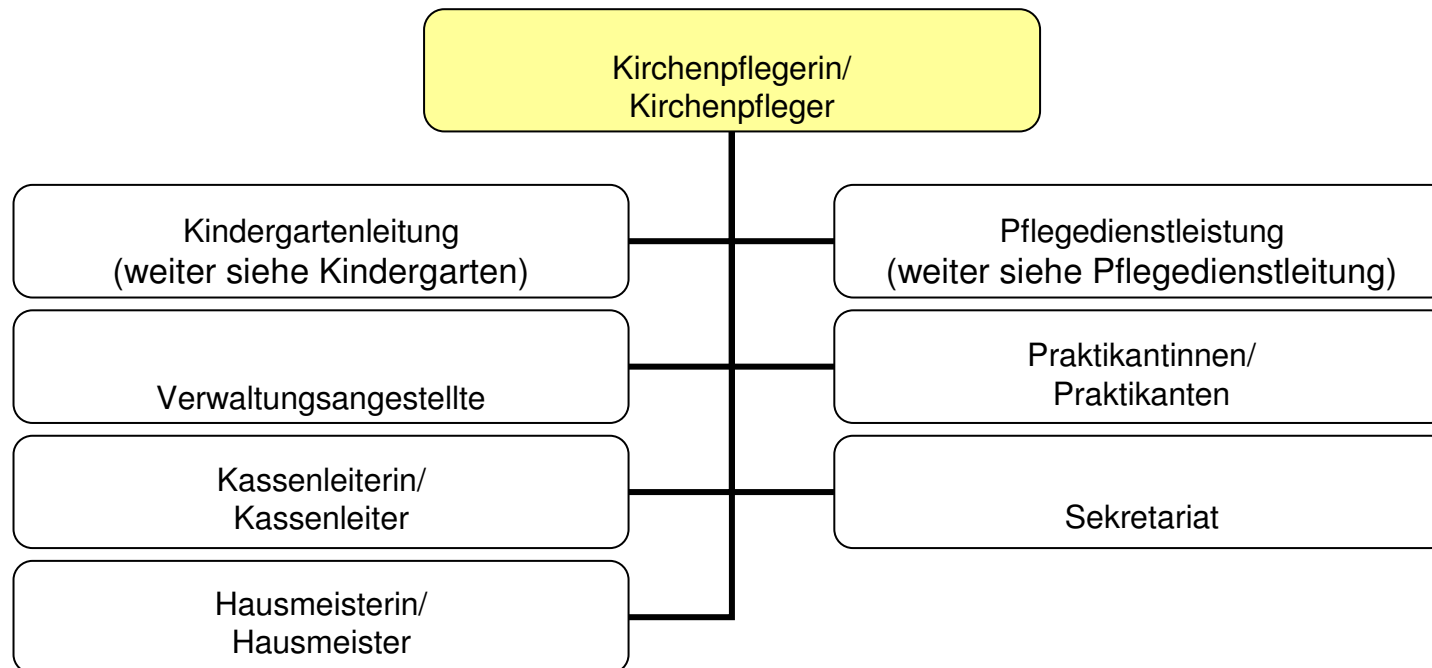 Kirchenpflegerin/
Kirchenpfleger
Kindergartenleitung
(weiter siehe Kindergarten)
Pflegedienstleistung
(weiter siehe Pflegedienstleitung)
Verwaltungsangestellte
Praktikantinnen/
Praktikanten
Kassenleiterin/
Kassenleiter
Sekretariat
Hausmeisterin/
Hausmeister